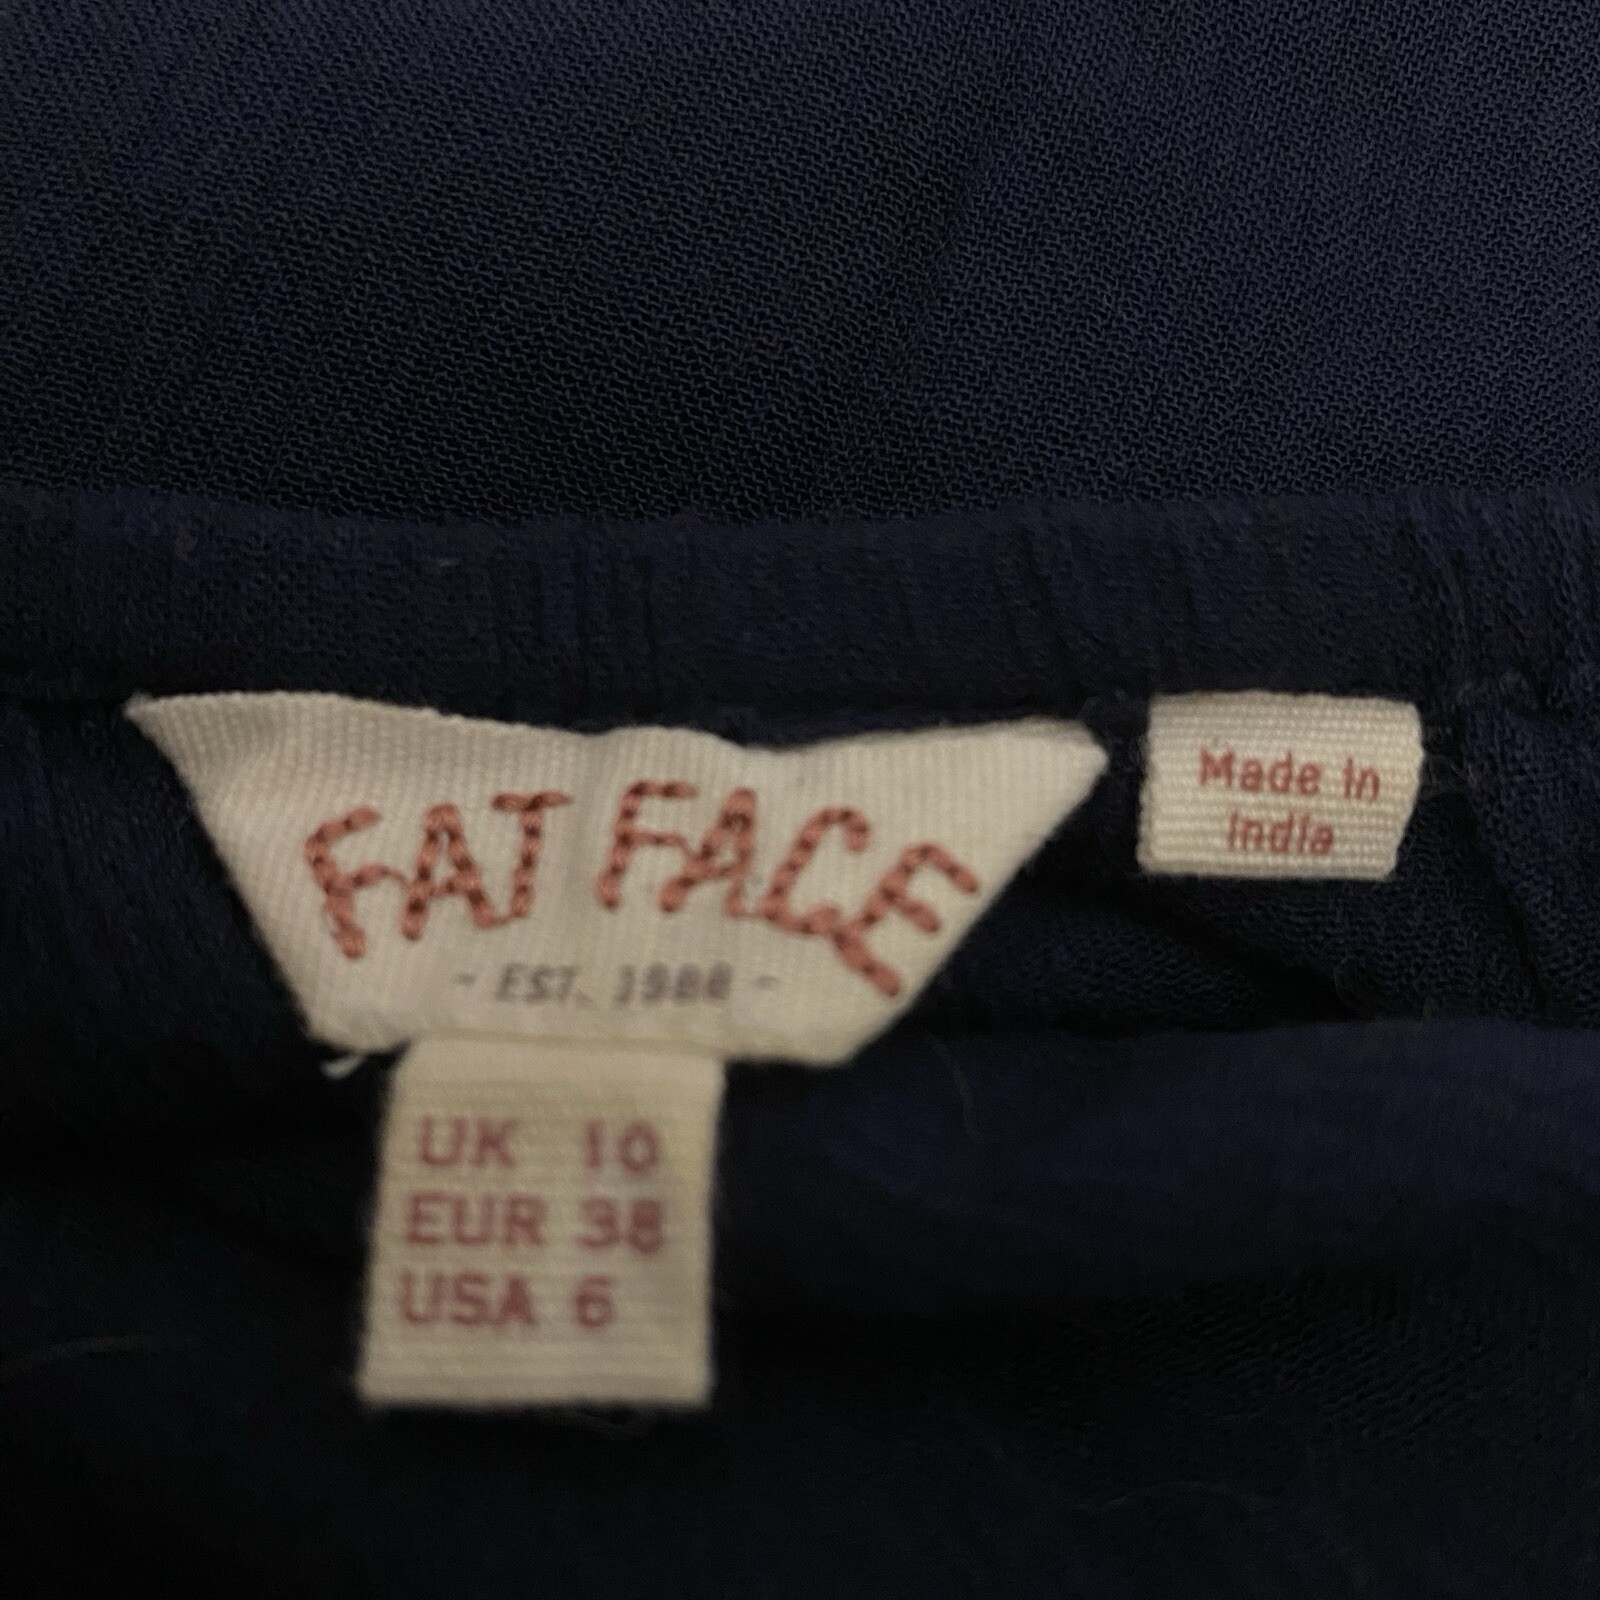 FAT FACE
- EST. 1988 -
Made in
India
UK 10
EUR 38
USA 6